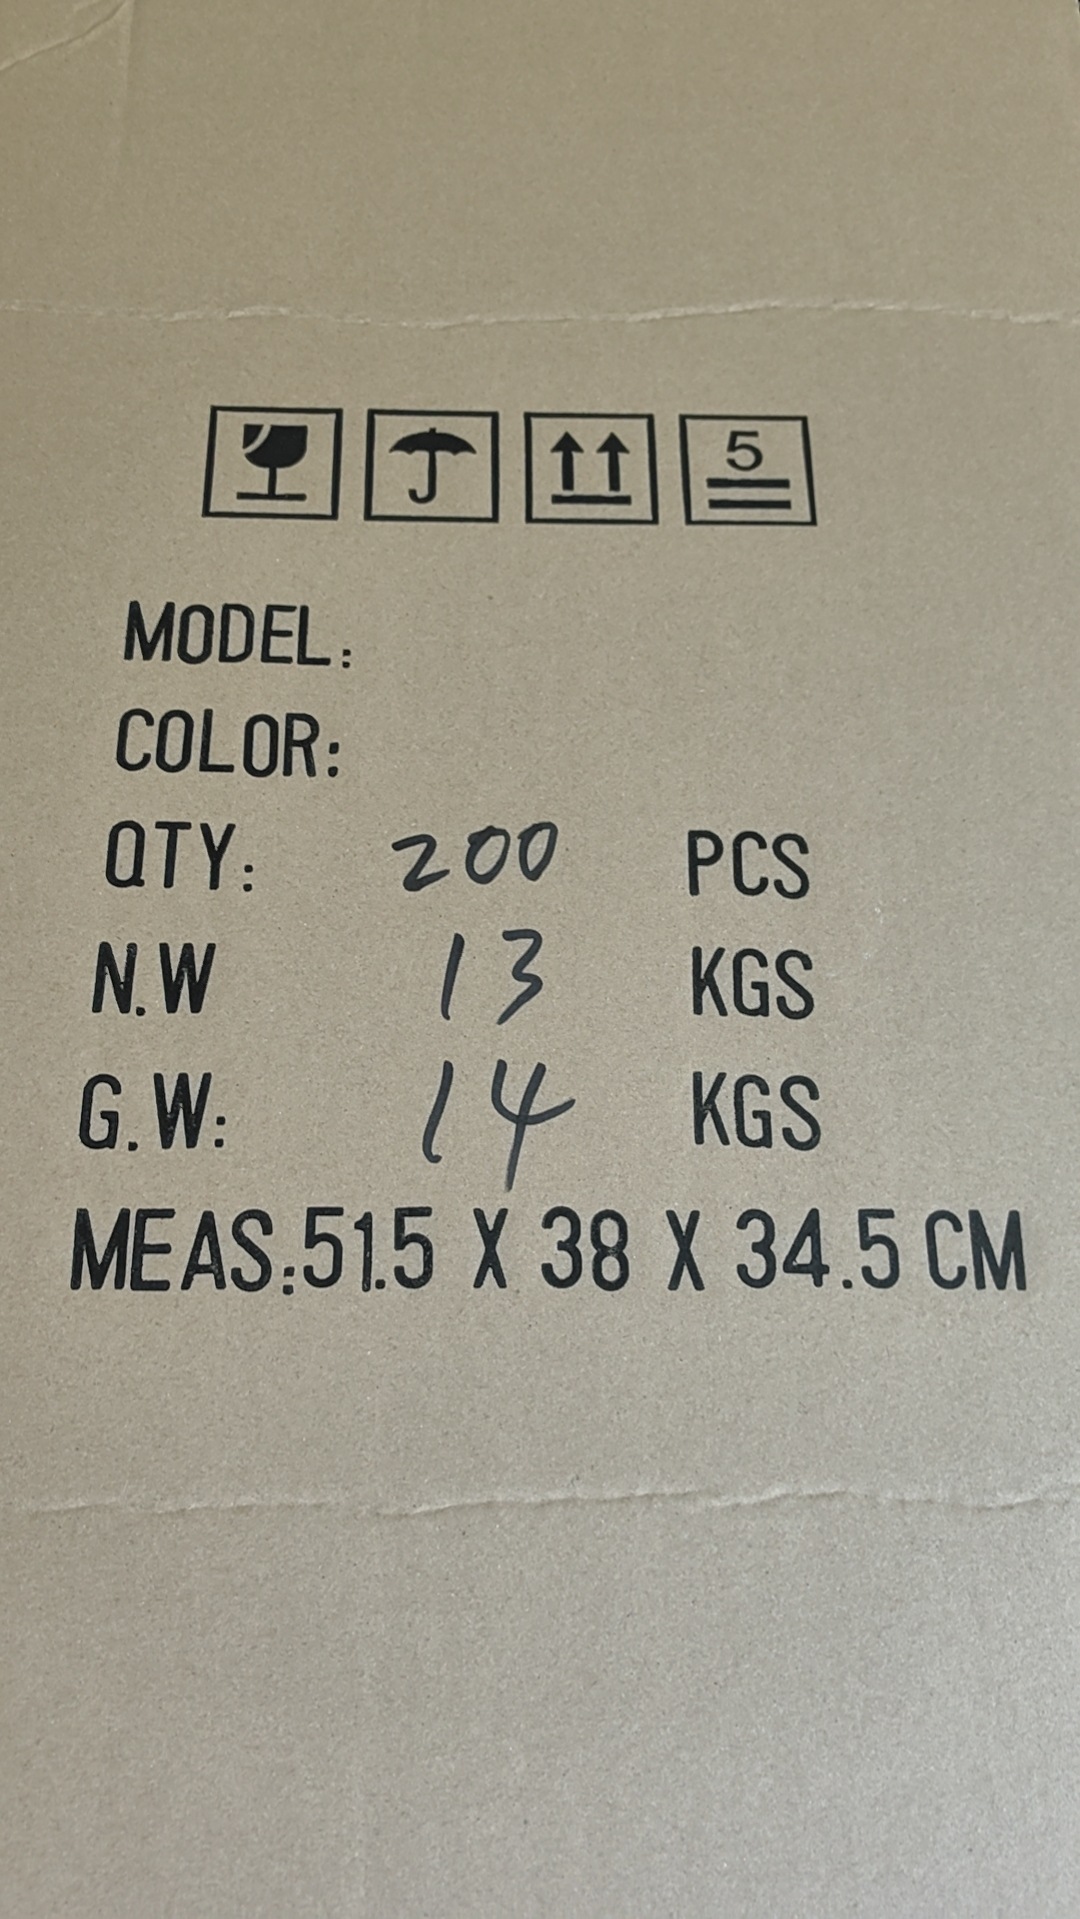 5
MODEL:
COLOR:
QTY: 200 PCS
N.W 13 KGS
G.W: 14 KGS
MEAS:51.5 X 38 X 34.5 CM